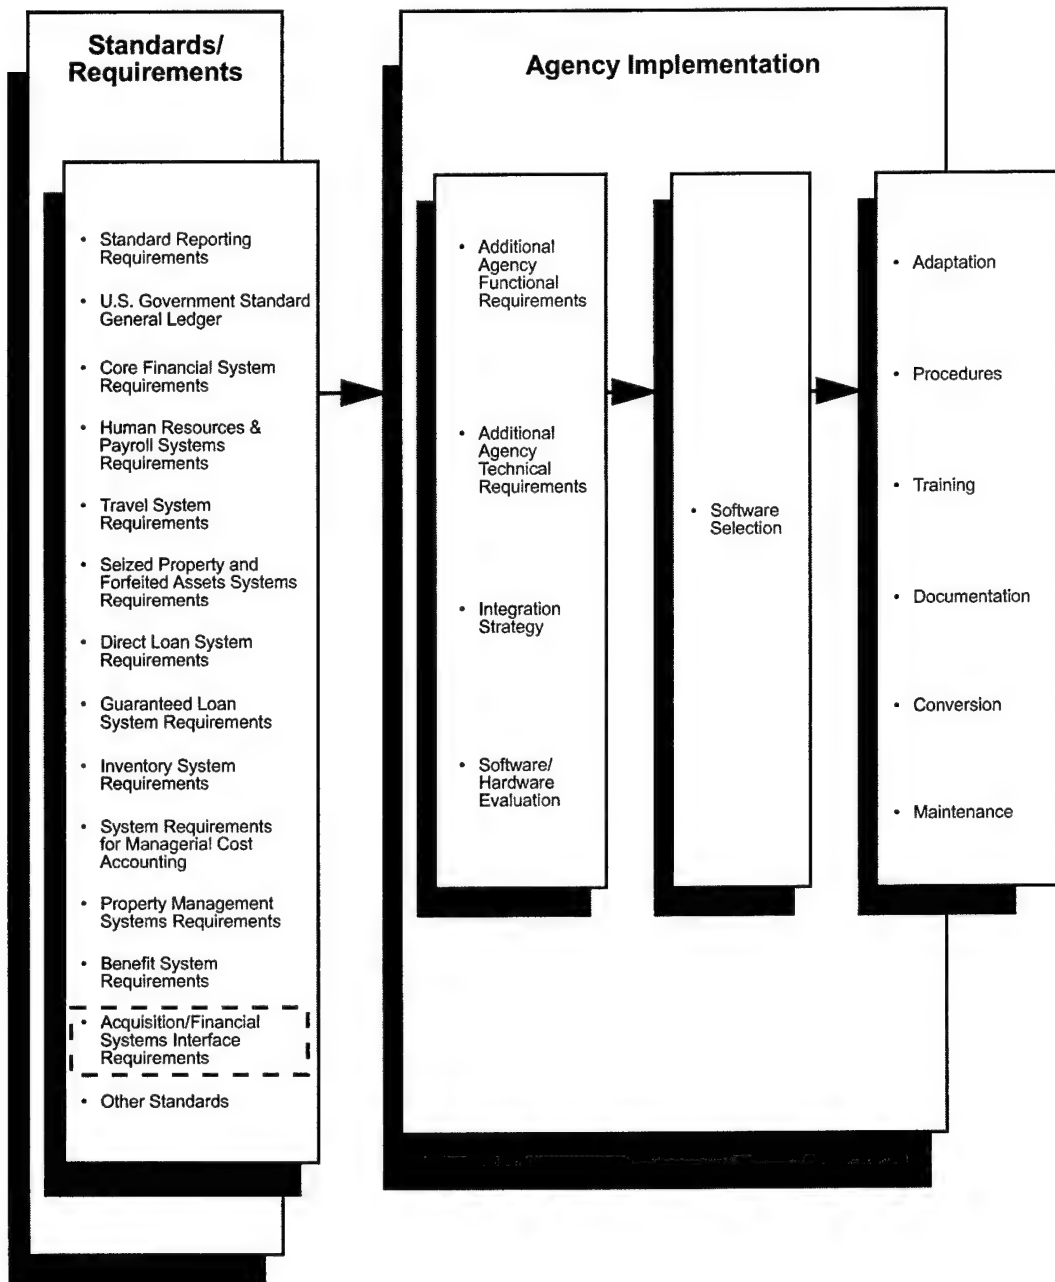 Standards/
Requirements
• Standard Reporting
Requirements
• U.S. Government Standard
General Ledger
• Core Financial System
Requirements
• Human Resources &
Payroll Systems
Requirements
• Travel System
Requirements
• Seized Property and
Forfeited Assets Systems
Requirements
• Direct Loan System
Requirements
• Guaranteed Loan
System Requirements
• Inventory System
Requirements
• System Requirements
for Managerial Cost
Accounting
• Property Management
Systems Requirements
• Benefit System
Requirements
• Acquisition/Financial
Systems Interface
Requirements
• Other Standards
Agency Implementation
• Additional
Agency
Functional
Requirements
• Additional
Agency
Technical
Requirements
• Integration
Strategy
• Software/
Hardware
Evaluation
• Software
Selection
• Adaptation
• Procedures
• Training
• Documentation
• Conversion
• Maintenance